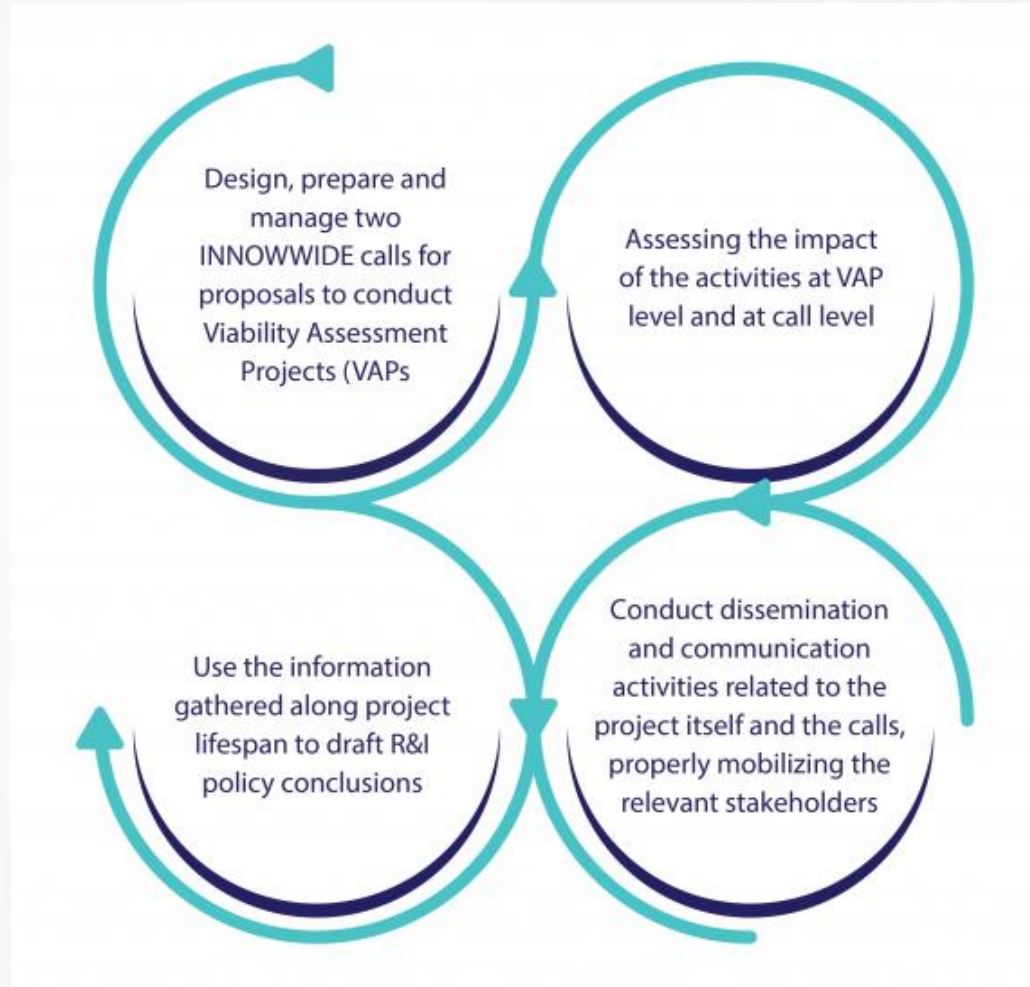 Design, prepare and
manage two
INNOWWIDE calls for
proposals to conduct
Viability Assessment
Projects (VAPs
Assessing the impact
of the activities at VAP
level and at call level
Use the information
gathered along project
lifespan to draft R&I
policy conclusions
Conduct dissemination
and communication
activities related to the
project itself and the calls,
properly mobilizing the
relevant stakeholders